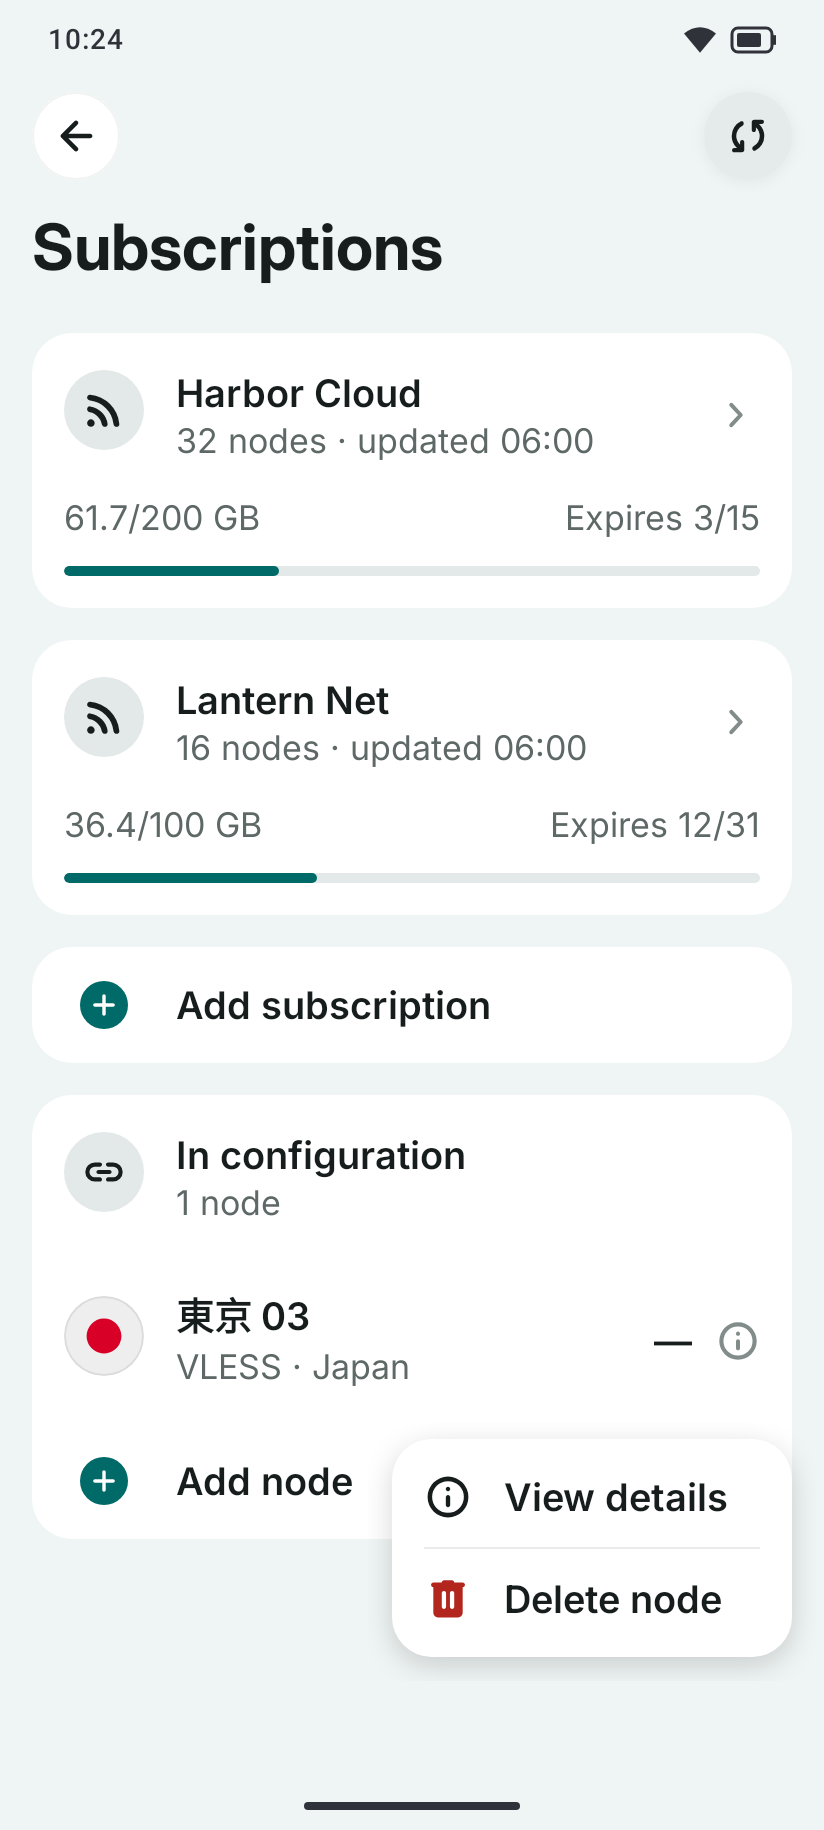 10:24
Subscriptions
Harbor Cloud
32 nodes · updated 06:00
61.7/200 GB
Expires 3/15
Lantern Net
16 nodes · updated 06:00
36.4/100 GB
Expires 12/31
Add subscription
In configuration
1 node
東京 03
VLESS · Japan
—
Add node
View details
Delete node